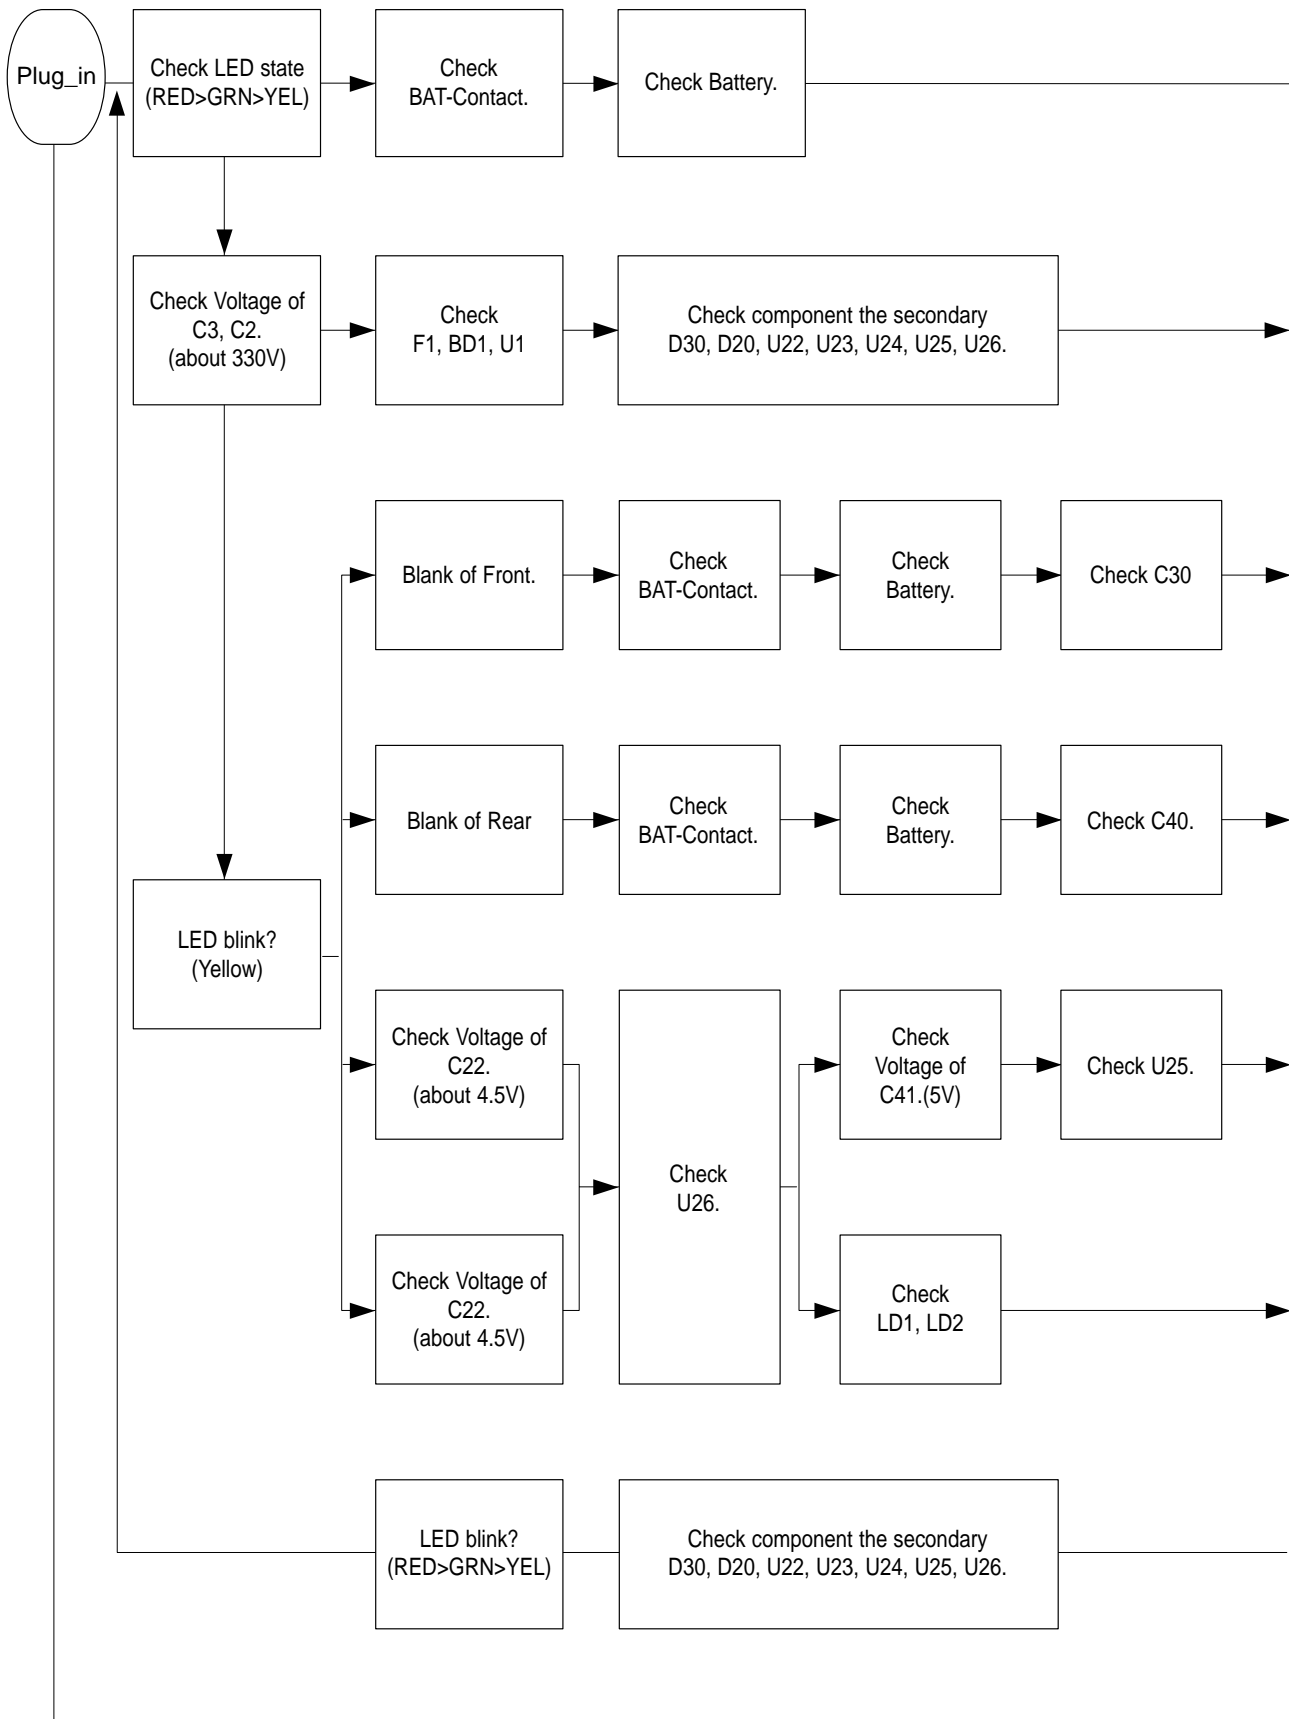 Plug_in
Check LED state
(RED>GRN>YEL)
Check
BAT-Contact.
Check Battery.
Check Voltage of
C3, C2.
(about 330V)
Check
F1, BD1, U1
Check component the secondary
D30, D20, U22, U23, U24, U25, U26.
Blank of Front.
Check
BAT-Contact.
Check
Battery.
Check C30
Blank of Rear
Check
BAT-Contact.
Check
Battery.
Check C40.
LED blink?
(Yellow)
Check Voltage of
C22.
(about 4.5V)
Check
U26.
Check
Voltage of
C41.(5V)
Check U25.
Check Voltage of
C22.
(about 4.5V)
Check
LD1, LD2
LED blink?
(RED>GRN>YEL)
Check component the secondary
D30, D20, U22, U23, U24, U25, U26.